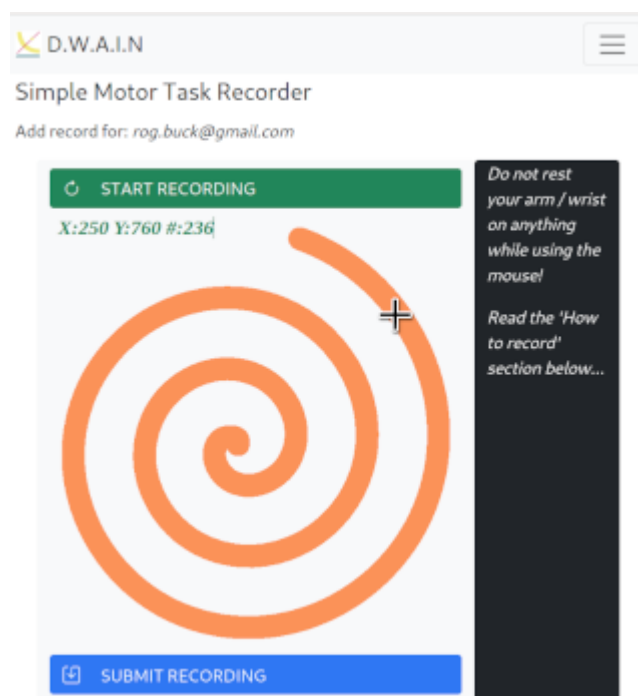 D.W.A.I.N
Simple Motor Task Recorder
Add record for: rog.buck@gmail.com
START RECORDING
X:250 Y:760 #:236
Do not rest
your arm / wrist
on anything
while using the
mouse!
Read the 'How
to record'
section below...
SUBMIT RECORDING